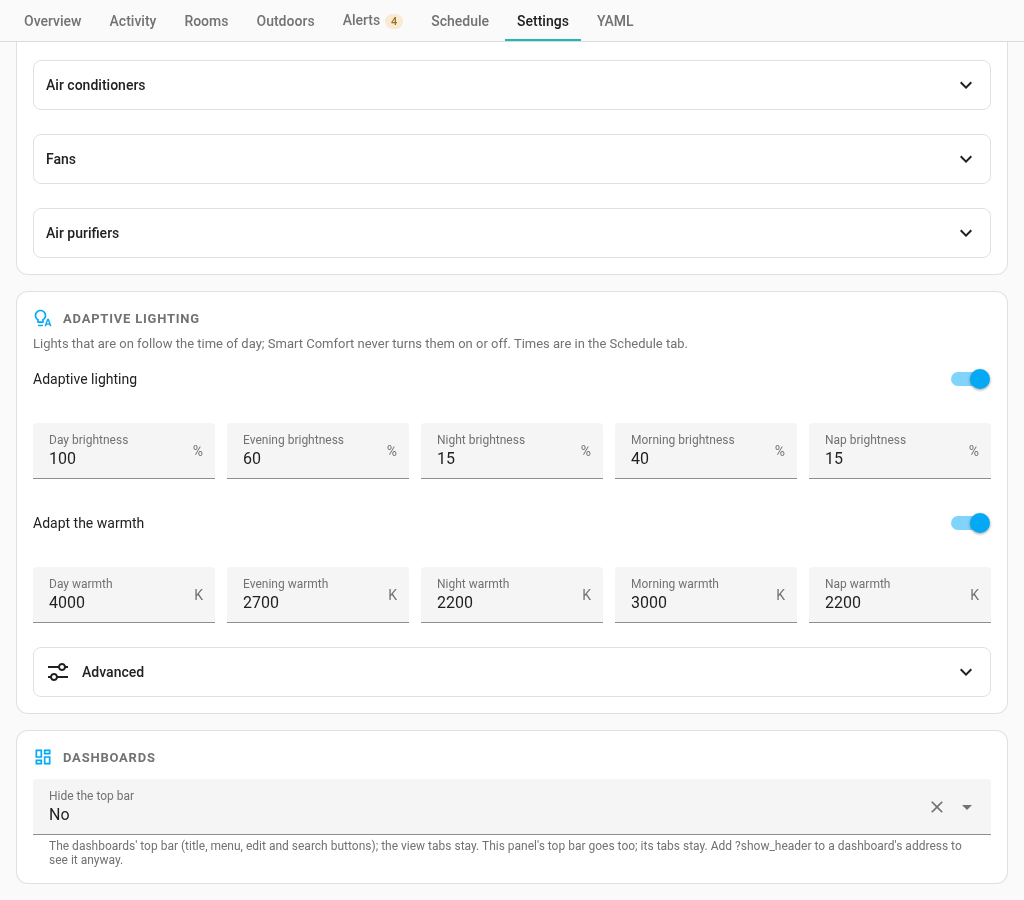 Overview Activity Rooms Outdoors Alerts 4 Schedule Settings YAML
Air conditioners
Fans
Air purifiers
ADAPTIVE LIGHTING
Lights that are on follow the time of day; Smart Comfort never turns them on or off. Times are in the Schedule tab.
Adaptive lighting
Day brightness Evening brightness Night brightness Morning brightness Nap brightness
100 % 60 % 15 % 40 % 15 %
Adapt the warmth
Day warmth Evening warmth Night warmth Morning warmth Nap warmth
4000 K 2700 K 2200 K 3000 K 2200 K
Advanced
DASHBOARDS
Hide the top bar
No
The dashboards' top bar (title, menu, edit and search buttons); the view tabs stay. This panel's top bar goes too; its tabs stay. Add ?show_header to a dashboard's address to
see it anyway.